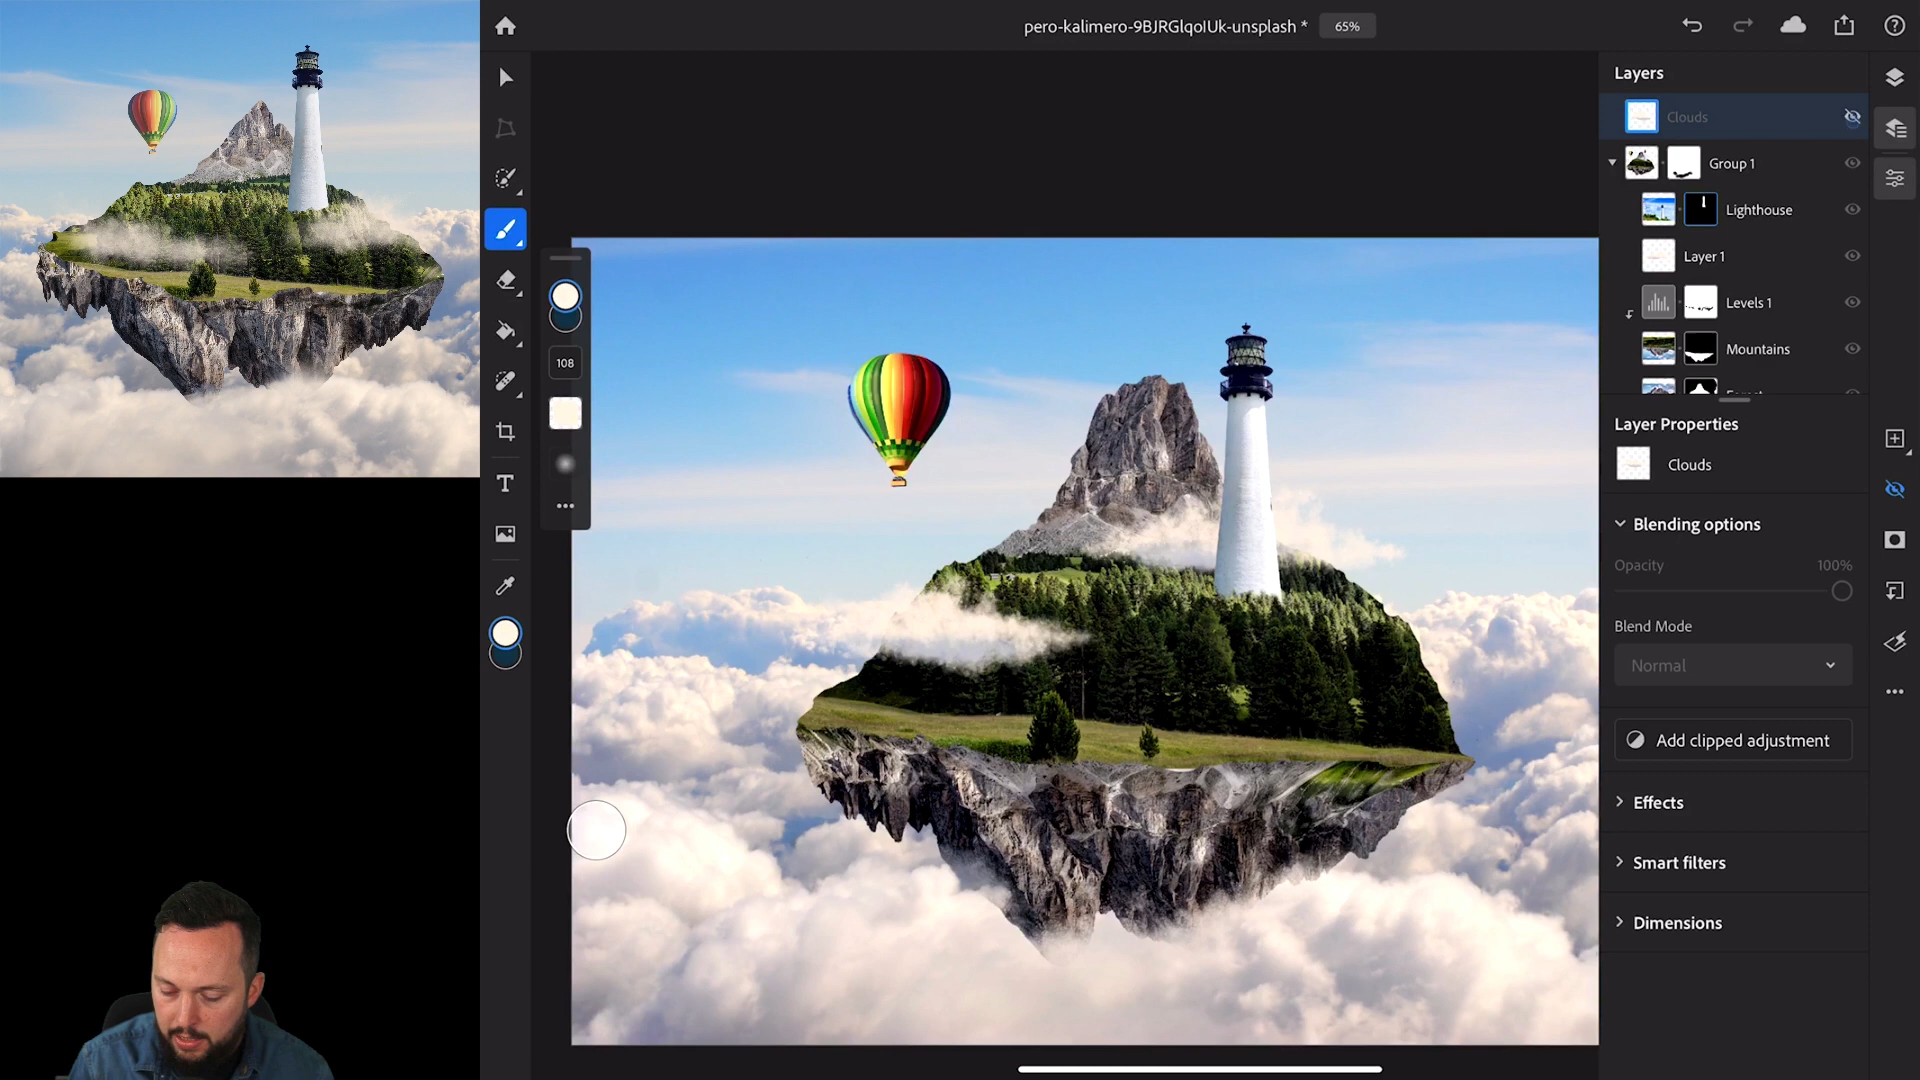 pero-kalimero-9BJRGlqoIUk-unsplash *
65%
Layers
Clouds
Group 1
Lighthouse
Layer 1
Levels 1
Mountains
108
Layer Properties
Clouds
Blending options
Opacity
100%
Blend Mode
Normal
Add clipped adjustment
Effects
Smart filters
Dimensions